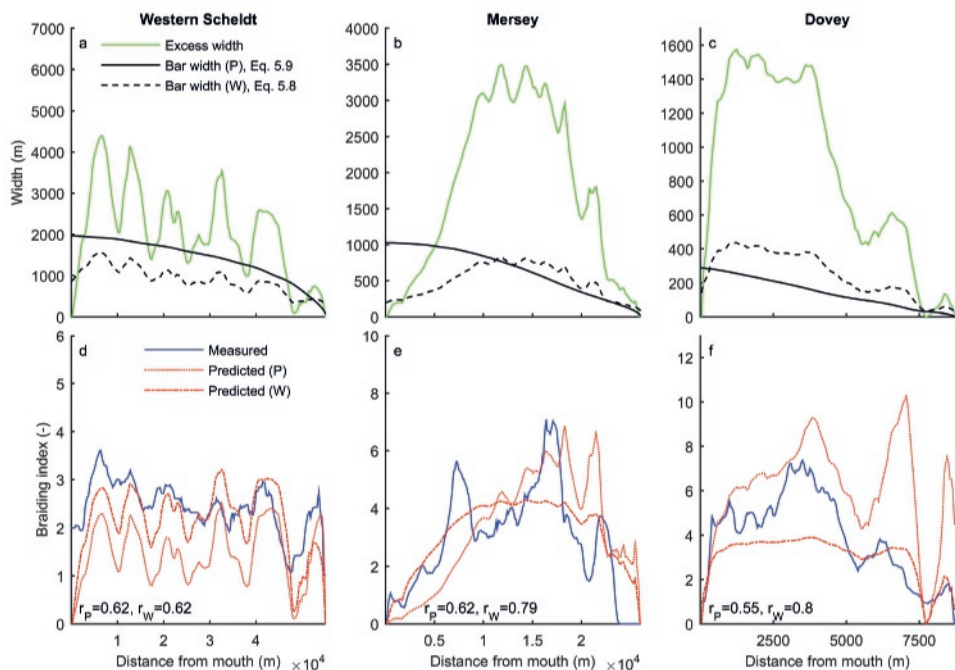 Western Scheldt
Mersey
Dovey
Width (m)
7000
6000
5000
4000
3000
2000
1000
0
a
Excess width
Bar width (P), Eq. 5.9
Bar width (W), Eq. 5.8
4000
3500
3000
2500
2000
1500
1000
500
0
b
1600
1400
1200
1000
800
600
400
200
0
c
Braiding index (-)
6
5
4
3
2
1
0
d
Measured
Predicted (P)
Predicted (W)
r_P=0.62, r_W=0.62
1 2 3 4
Distance from mouth (m) ×10^4
10
8
6
4
2
0
e
r_P=0.62, r_W=0.79
0.5 1 1.5 2
Distance from mouth (m) ×10^4
12
10
8
6
4
2
0
f
r_P=0.55, r_W=0.8
2500 5000 7500
Distance from mouth (m)